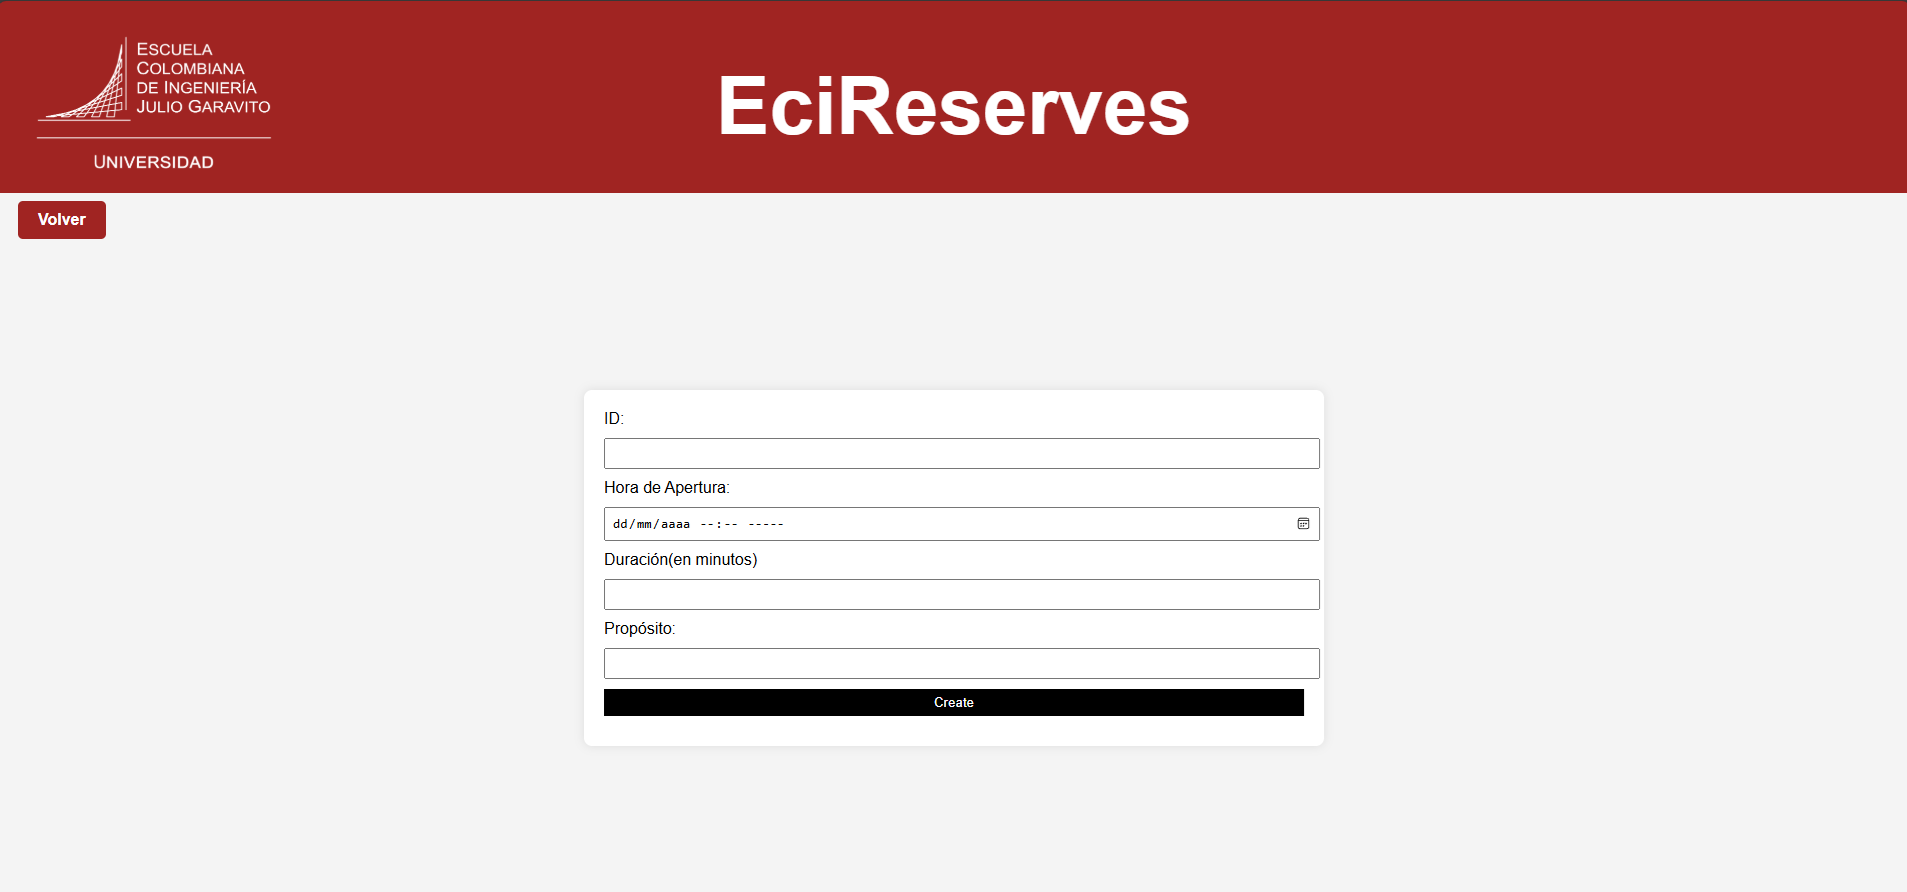 ESCUELA
COLOMBIANA
DE INGENIERÍA
JULIO GARAVITO
UNIVERSIDAD
EciReserves
Volver
ID:
Hora de Apertura:
dd/mm/aaaa --:-- -----
Duración(en minutos)
Propósito:
Create